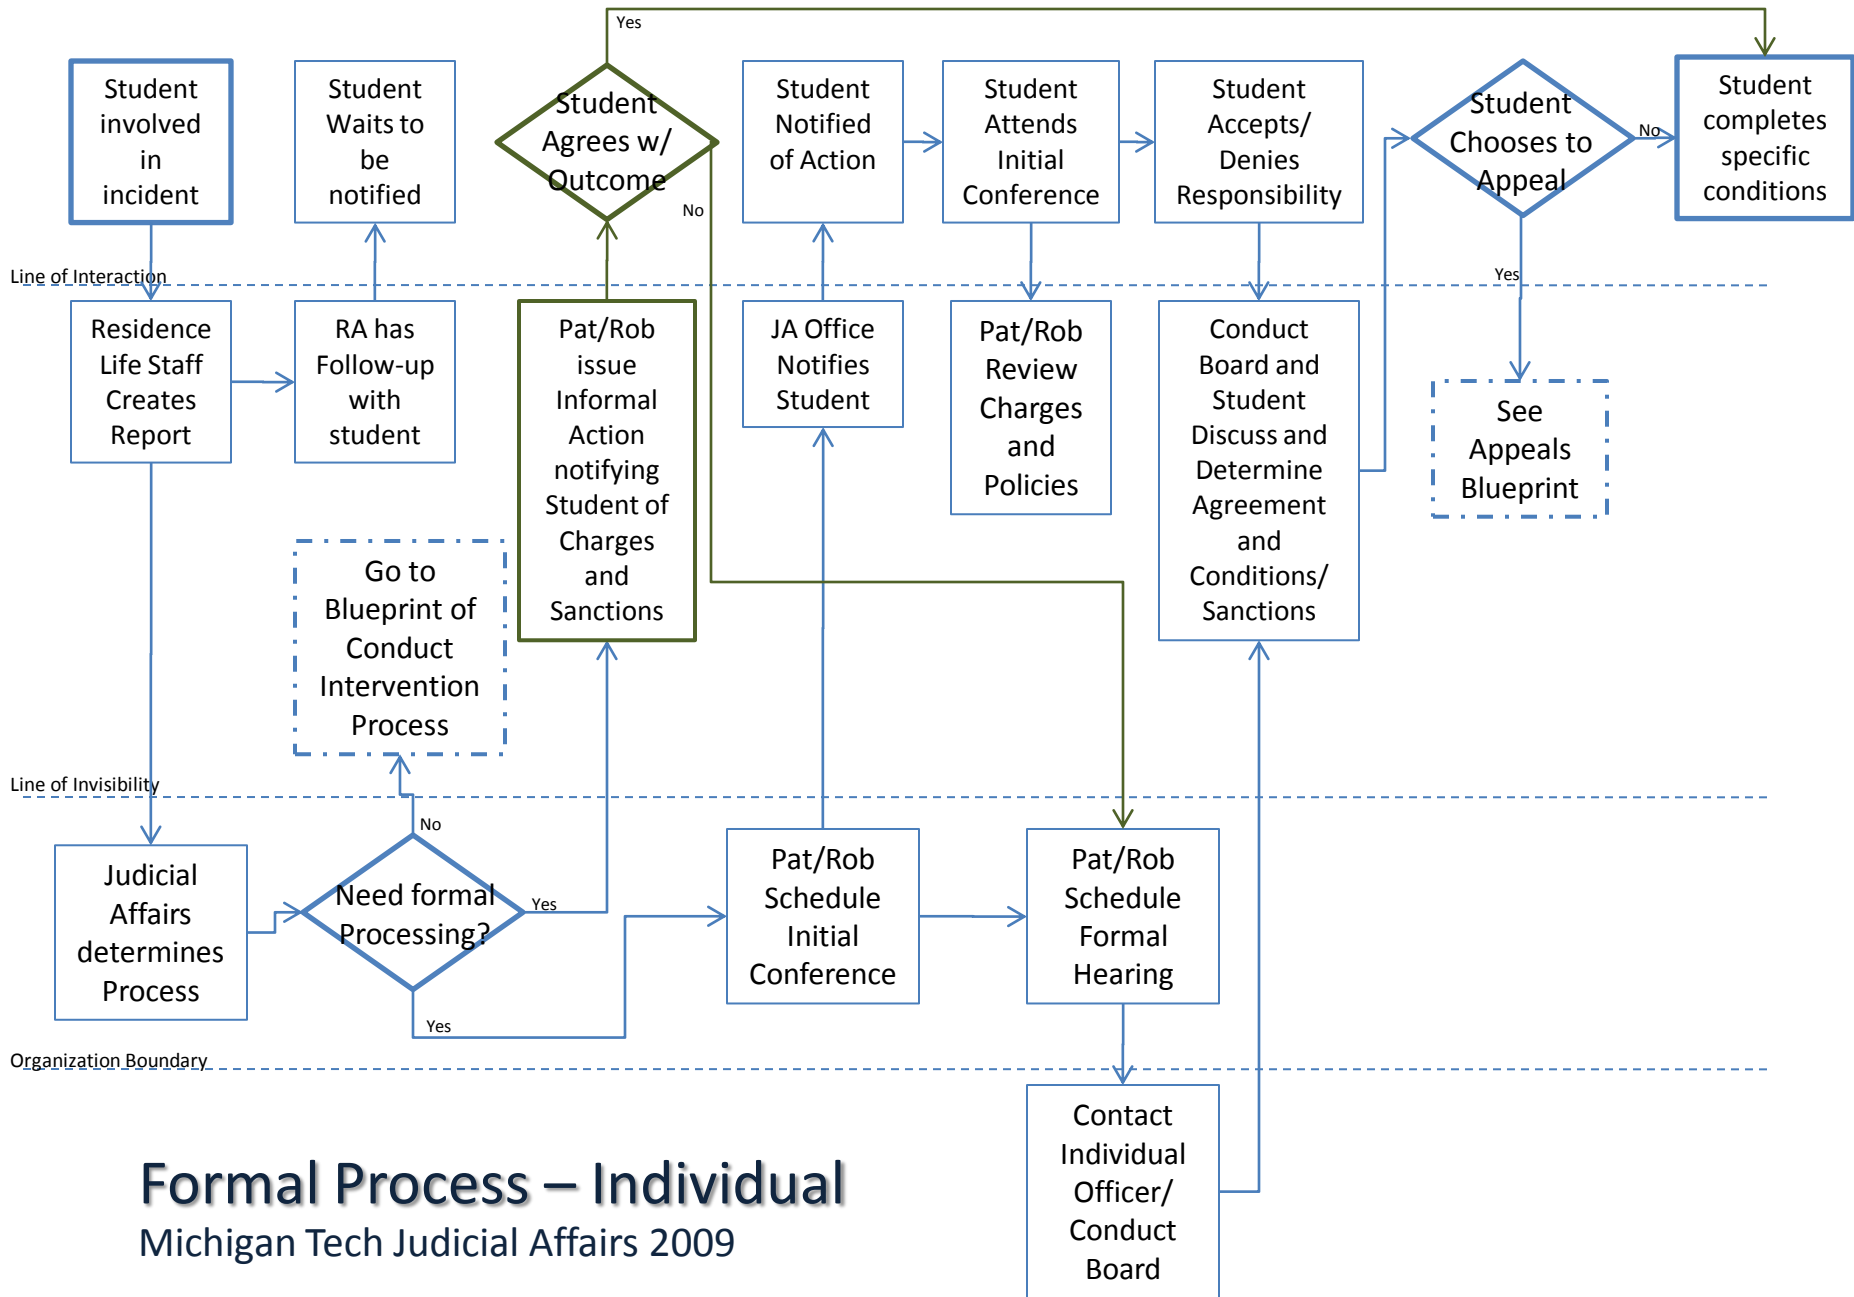 Yes
Student
involved
in
incident
Student
Waits to
be
notified
Student
Agrees w/
Outcome
No
Student
Notified
of Action
Student
Attends
Initial
Conference
Student
Accepts/
Denies
Responsibility
Student
Chooses to
Appeal
No
Yes
Student
completes
specific
conditions
Line of Interaction
Residence
Life Staff
Creates
Report
RA has
Follow-up
with
student
Pat/Rob
issue
Informal
Action
notifying
Student of
Charges
and
Sanctions
JA Office
Notifies
Student
Pat/Rob
Review
Charges
and
Policies
Conduct
Board and
Student
Discuss and
Determine
Agreement
and
Conditions/
Sanctions
See
Appeals
Blueprint
Go to
Blueprint of
Conduct
Intervention
Process
Line of Invisibility
Judicial
Affairs
determines
Process
No
Need formal
Processing?
Yes
Yes
Pat/Rob
Schedule
Initial
Conference
Pat/Rob
Schedule
Formal
Hearing
Organization Boundary
Contact
Individual
Officer/
Conduct
Board
Formal Process – Individual
Michigan Tech Judicial Affairs 2009